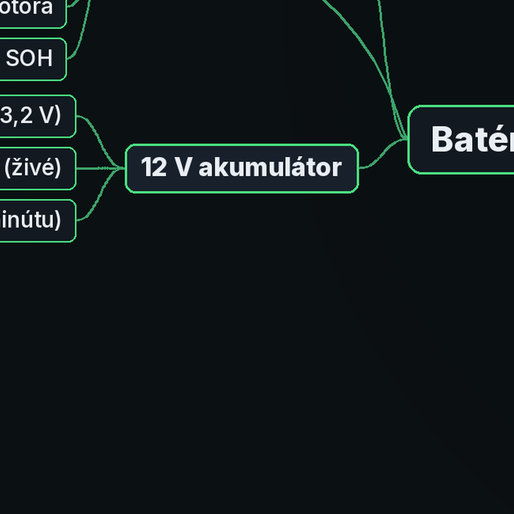 otora
SOH
3,2 V)
(živé)
inútu)
12 V akumulátor
Batér